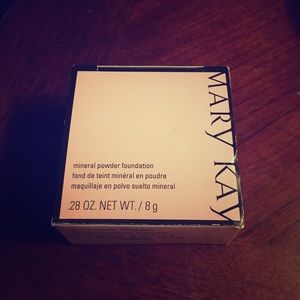 MARY KAY
mineral powder foundation
fond de teint minéral en poudre
maquillaje en polvo suelto mineral
.28 OZ. NET WT./ 8 g